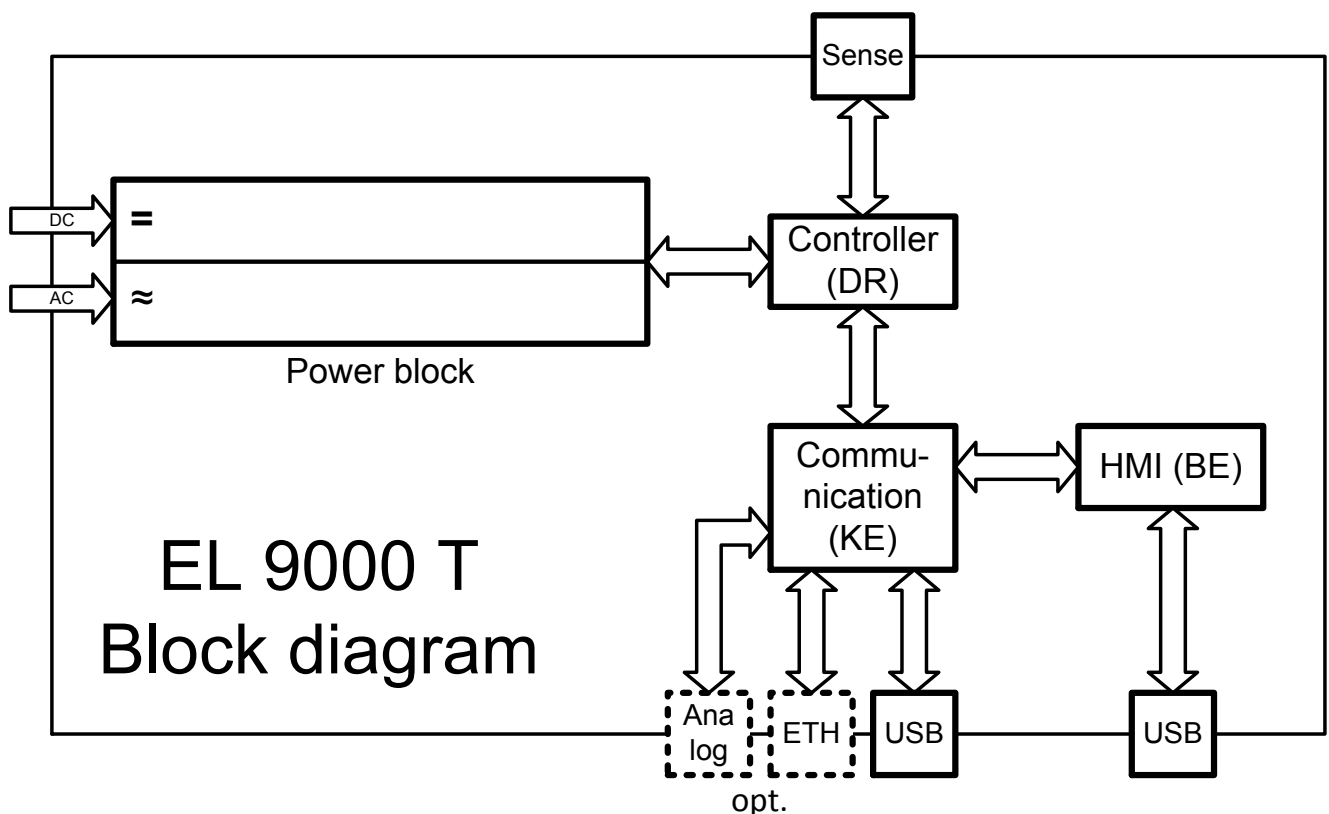 Sense
DC
=
Controller
(DR)
AC
≈
Power block
Commu-
nication
(KE)
HMI (BE)
EL 9000 T
Block diagram
Ana
log
ETH
USB
USB
opt.